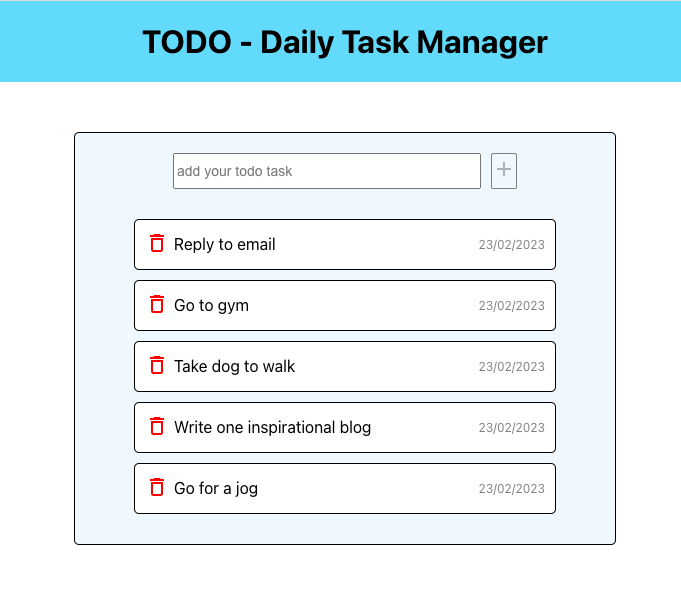 TODO - Daily Task Manager
add your todo task
Reply to email 23/02/2023
Go to gym 23/02/2023
Take dog to walk 23/02/2023
Write one inspirational blog 23/02/2023
Go for a jog 23/02/2023